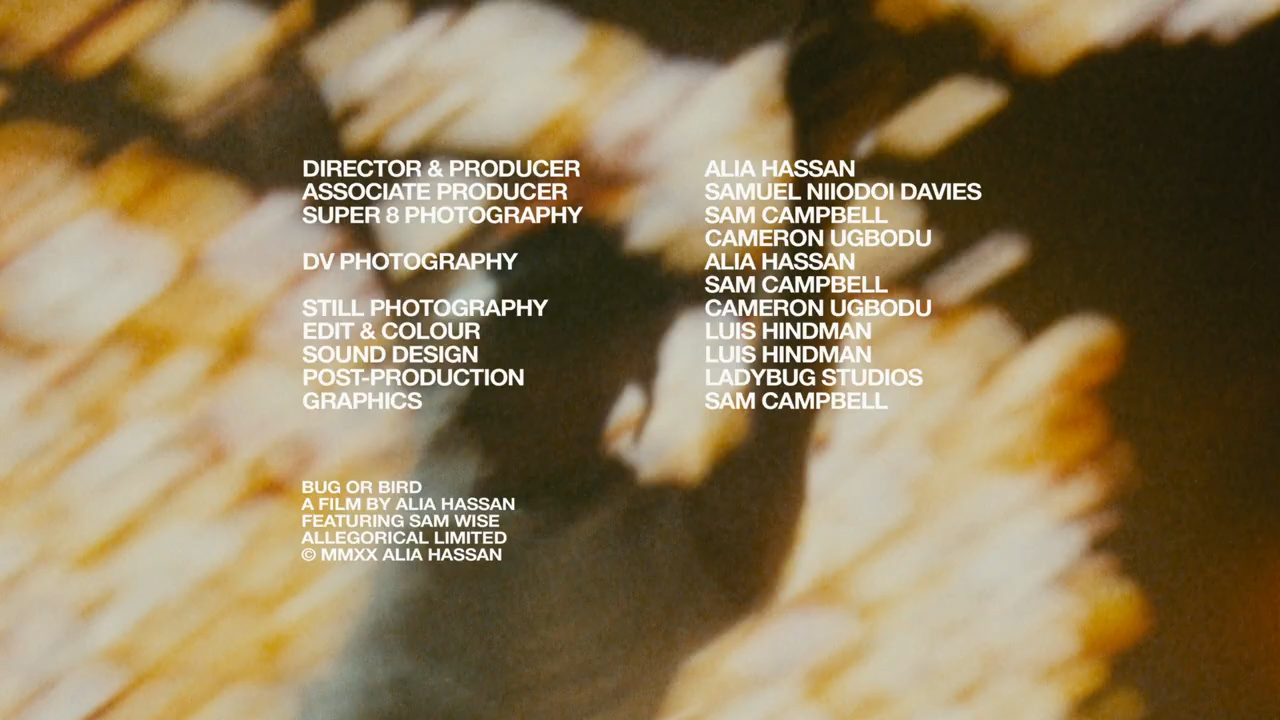 DIRECTOR & PRODUCER ALIA HASSAN
ASSOCIATE PRODUCER SAMUEL NIIODOI DAVIES
SUPER 8 PHOTOGRAPHY SAM CAMPBELL
CAMERON UGBODU
DV PHOTOGRAPHY ALIA HASSAN
SAM CAMPBELL
STILL PHOTOGRAPHY CAMERON UGBODU
EDIT & COLOUR LUIS HINDMAN
SOUND DESIGN LUIS HINDMAN
POST-PRODUCTION LADYBUG STUDIOS
GRAPHICS SAM CAMPBELL
BUG OR BIRD
A FILM BY ALIA HASSAN
FEATURING SAM WISE
ALLEGORICAL LIMITED
© MMXX ALIA HASSAN